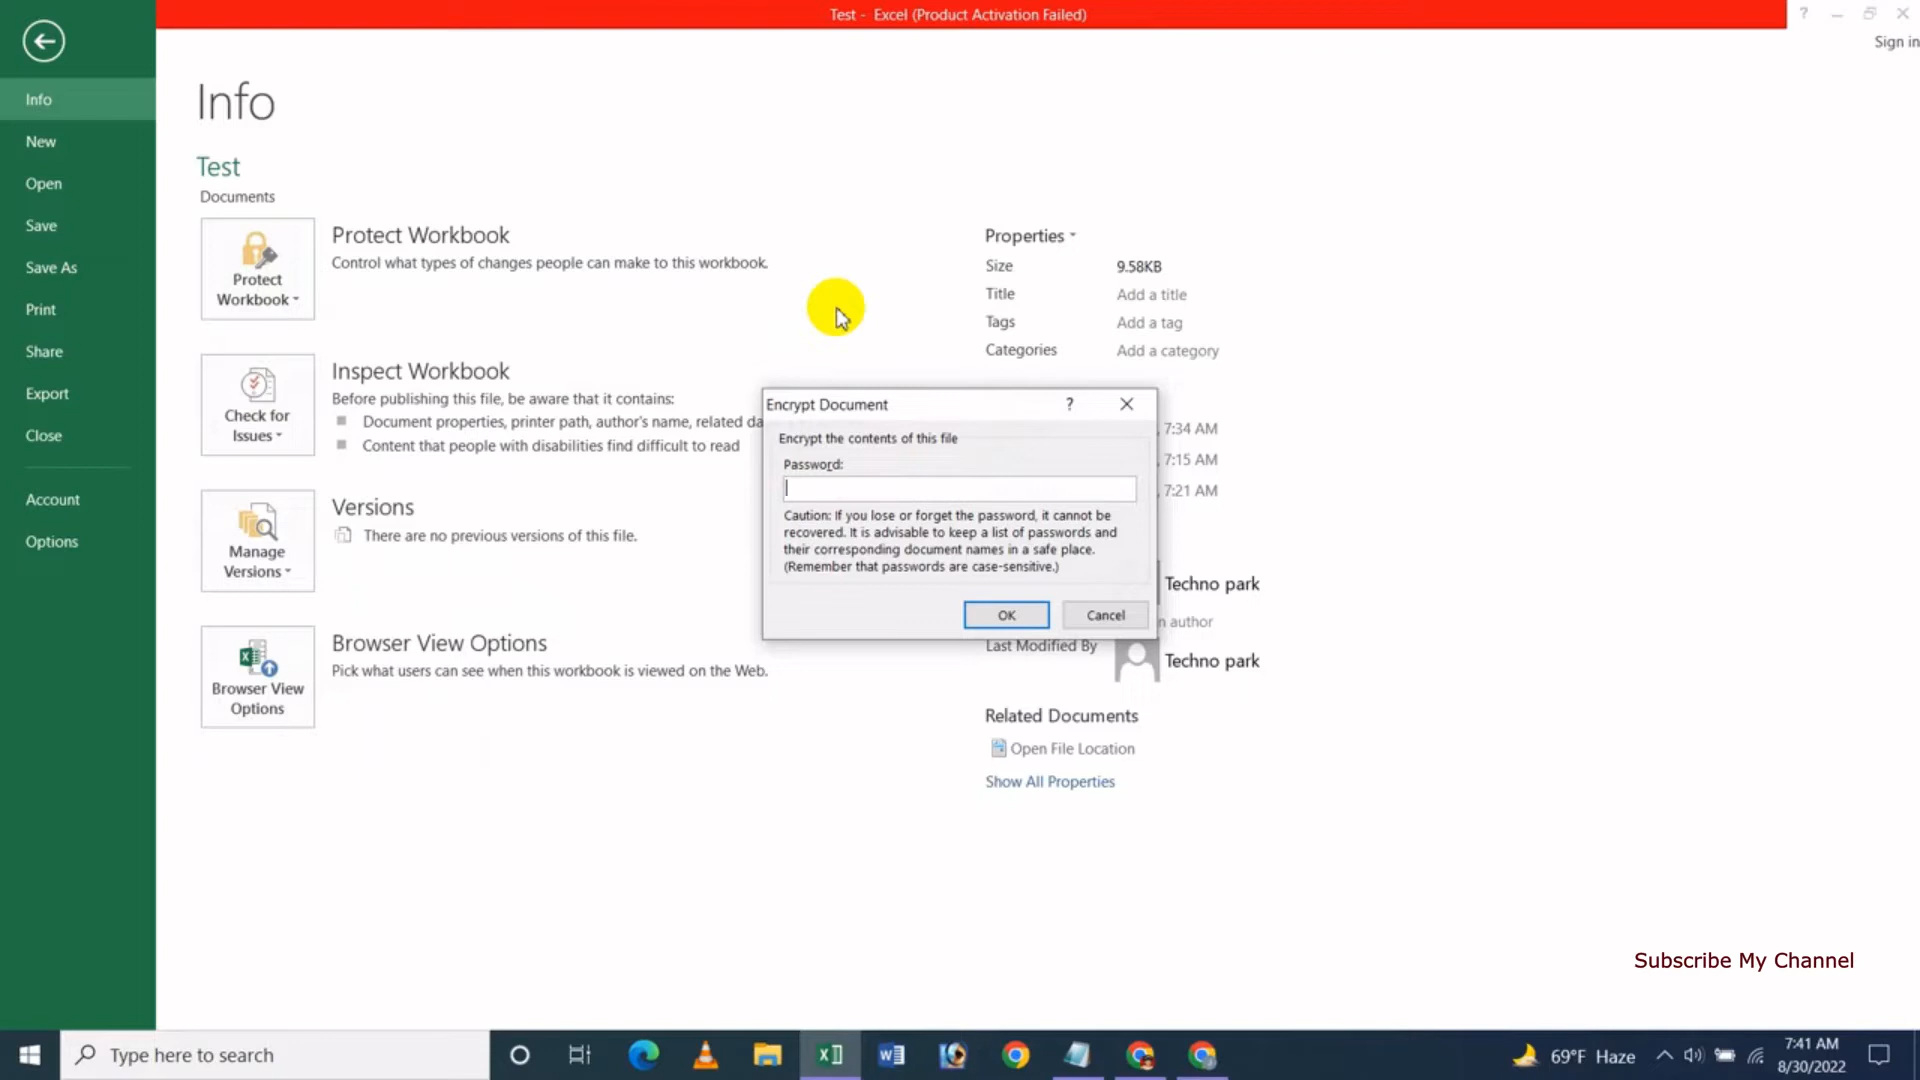 Test - Excel (Product Activation Failed)
?
Sign in
Info
New
Open
Save
Save As
Print
Share
Export
Close
Account
Options
Info
Test
Documents
Protect
Workbook
Protect Workbook
Control what types of changes people can make to this workbook.
Check for
Issues
Inspect Workbook
Before publishing this file, be aware that it contains:
Document properties, printer path, author's name, related da
Content that people with disabilities find difficult to read
Manage
Versions
Versions
There are no previous versions of this file.
Browser View
Options
Browser View Options
Pick what users can see when this workbook is viewed on the Web.
Properties
Size 9.58KB
Title Add a title
Tags Add a tag
Categories Add a category
, 7:34 AM
, 7:15 AM
, 7:21 AM
Techno park
n author
Last Modified By
Techno park
Related Documents
Open File Location
Show All Properties
Encrypt Document ?
Encrypt the contents of this file
Password:
Caution: If you lose or forget the password, it cannot be
recovered. It is advisable to keep a list of passwords and
their corresponding document names in a safe place.
(Remember that passwords are case-sensitive.)
OK Cancel
Subscribe My Channel
Type here to search
69°F Haze
7:41 AM
8/30/2022